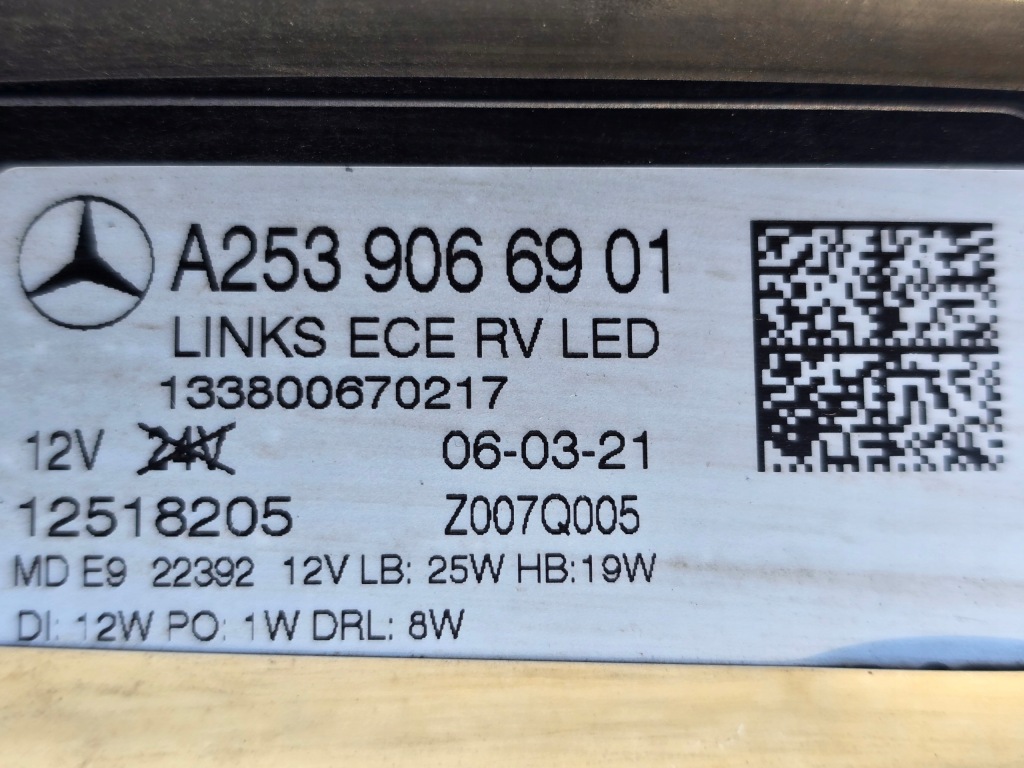 A253 906 69 01
LINKS ECE RV LED
133800670217
12V 24V 06-03-21
12518205 Z007Q005
MD E9 22392 12V LB: 25W HB:19W
DI: 12W PO: 1W DRL: 8W